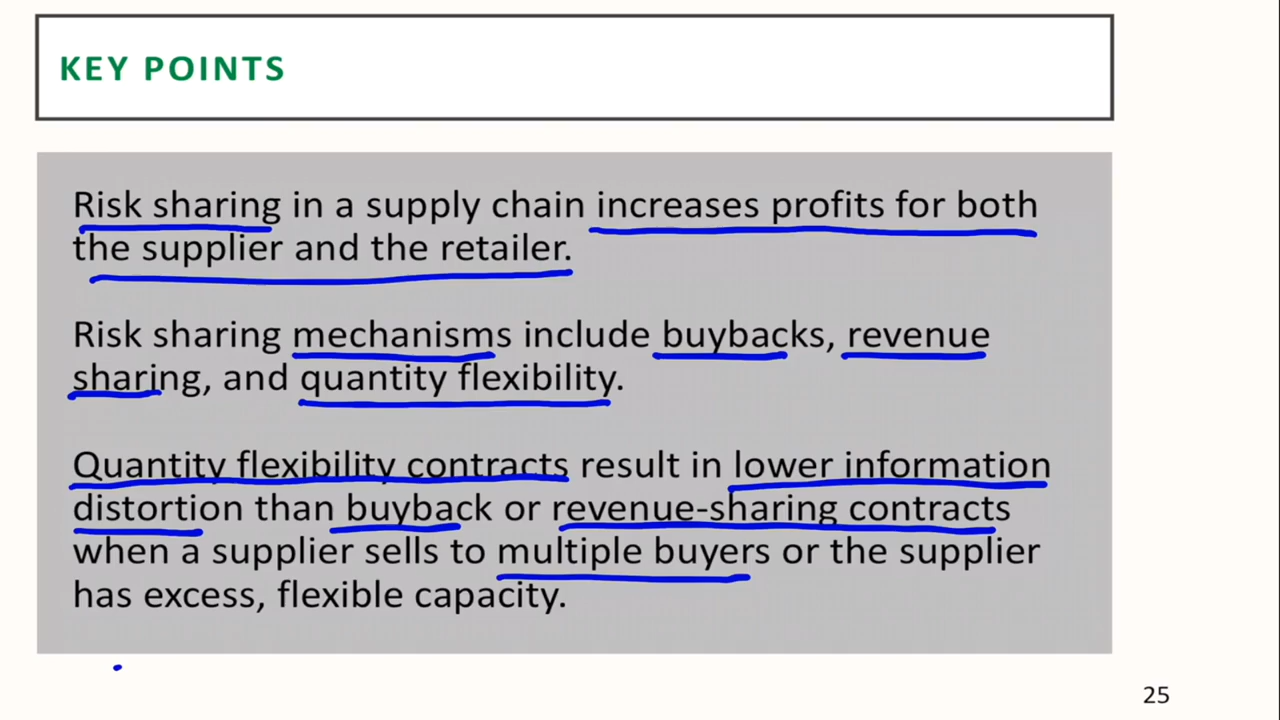 KEY POINTS
Risk sharing in a supply chain increases profits for both
the supplier and the retailer.
Risk sharing mechanisms include buybacks, revenue
sharing, and quantity flexibility.
Quantity flexibility contracts result in lower information
distortion than buyback or revenue-sharing contracts
when a supplier sells to multiple buyers or the supplier
has excess, flexible capacity.
25